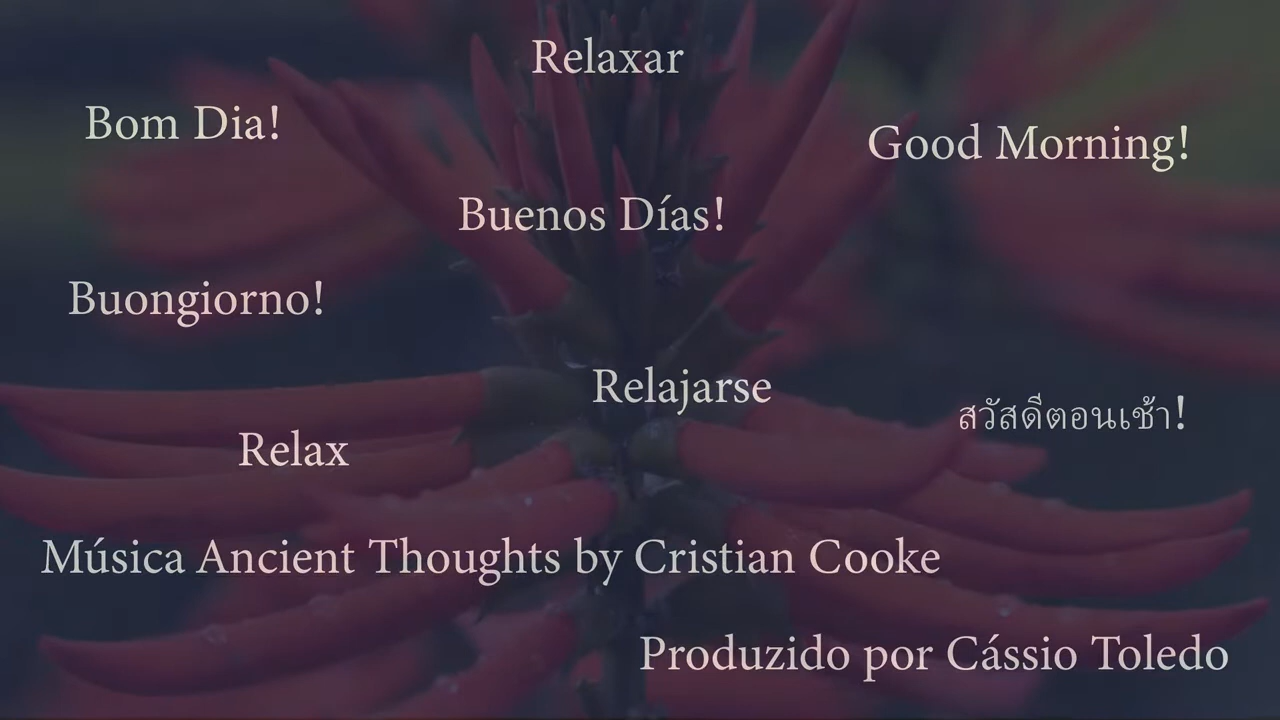 Relaxar
Bom Dia!
Good Morning!
Buenos Días!
Buongiorno!
Relajarse
สวัสดีตอนเช้า!
Relax
Música Ancient Thoughts by Cristian Cooke
Produzido por Cássio Toledo